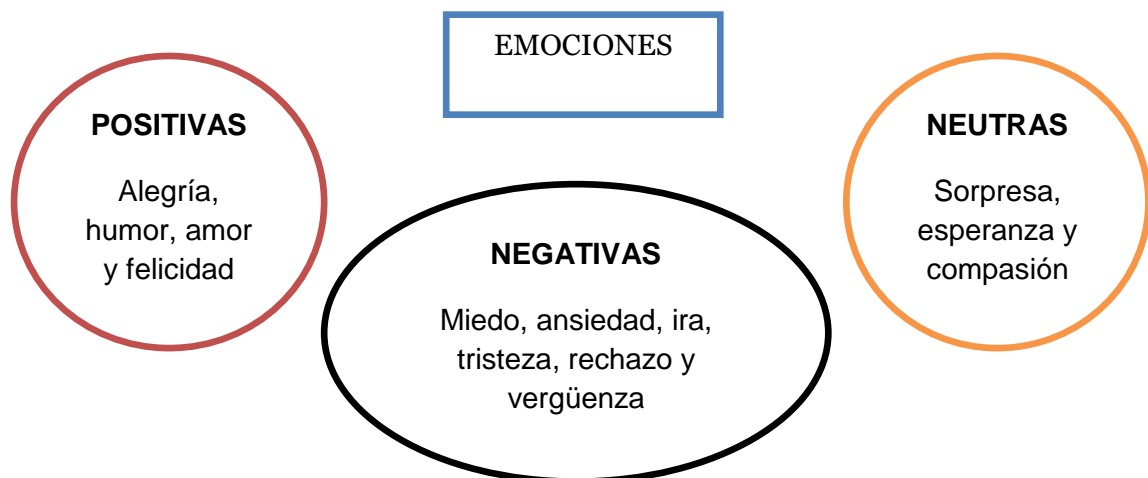 EMOCIONES
POSITIVAS
Alegría,
humor, amor
y felicidad
NEGATIVAS
Miedo, ansiedad, ira,
tristeza, rechazo y
vergüenza
NEUTRAS
Sorpresa,
esperanza y
compasión